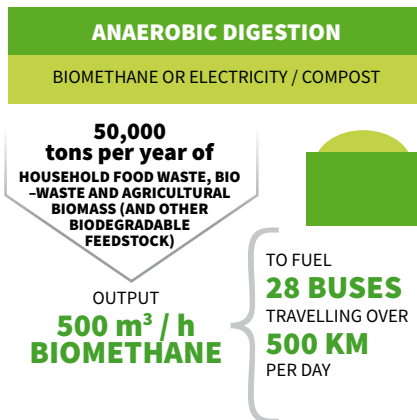 ANAEROBIC DIGESTION
BIOMETHANE OR ELECTRICITY / COMPOST
50,000
tons per year of
HOUSEHOLD FOOD WASTE, BIO
–WASTE AND AGRICULTURAL
BIOMASS (AND OTHER
BIODEGRADABLE
FEEDSTOCK)
OUTPUT
500 m³ / h
BIOMETHANE
TO FUEL
28 BUSES
TRAVELLING OVER
500 KM
PER DAY